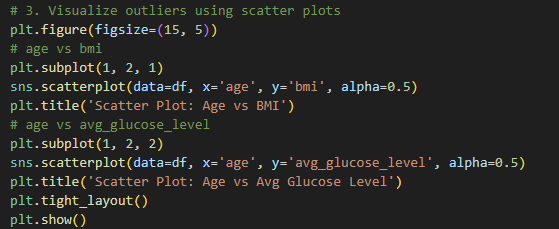 # 3. Visualize outliers using scatter plots
plt.figure(figsize=(15, 5))
# age vs bmi
plt.subplot(1, 2, 1)
sns.scatterplot(data=df, x='age', y='bmi', alpha=0.5)
plt.title('Scatter Plot: Age vs BMI')
# age vs avg_glucose_level
plt.subplot(1, 2, 2)
sns.scatterplot(data=df, x='age', y='avg_glucose_level', alpha=0.5)
plt.title('Scatter Plot: Age vs Avg Glucose Level')
plt.tight_layout()
plt.show()